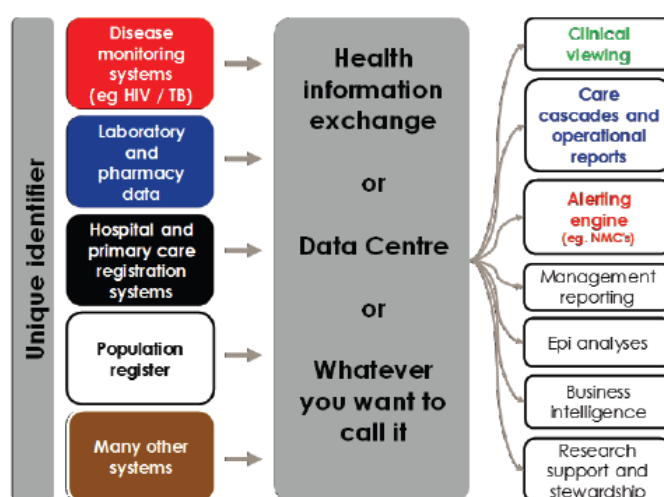 Unique identifier
Disease
monitoring
systems
(eg HIV / TB)
Laboratory
and
pharmacy
data
Hospital and
primary care
registration
systems
Population
register
Many other
systems
Health
information
exchange
or
Data Centre
or
Whatever
you want to
call it
Clinical
viewing
Care
cascades and
operational
reports
Alerting
engine
(eg. NMC's)
Management
reporting
Epi analyses
Business
intelligence
Research
support and
stewardship